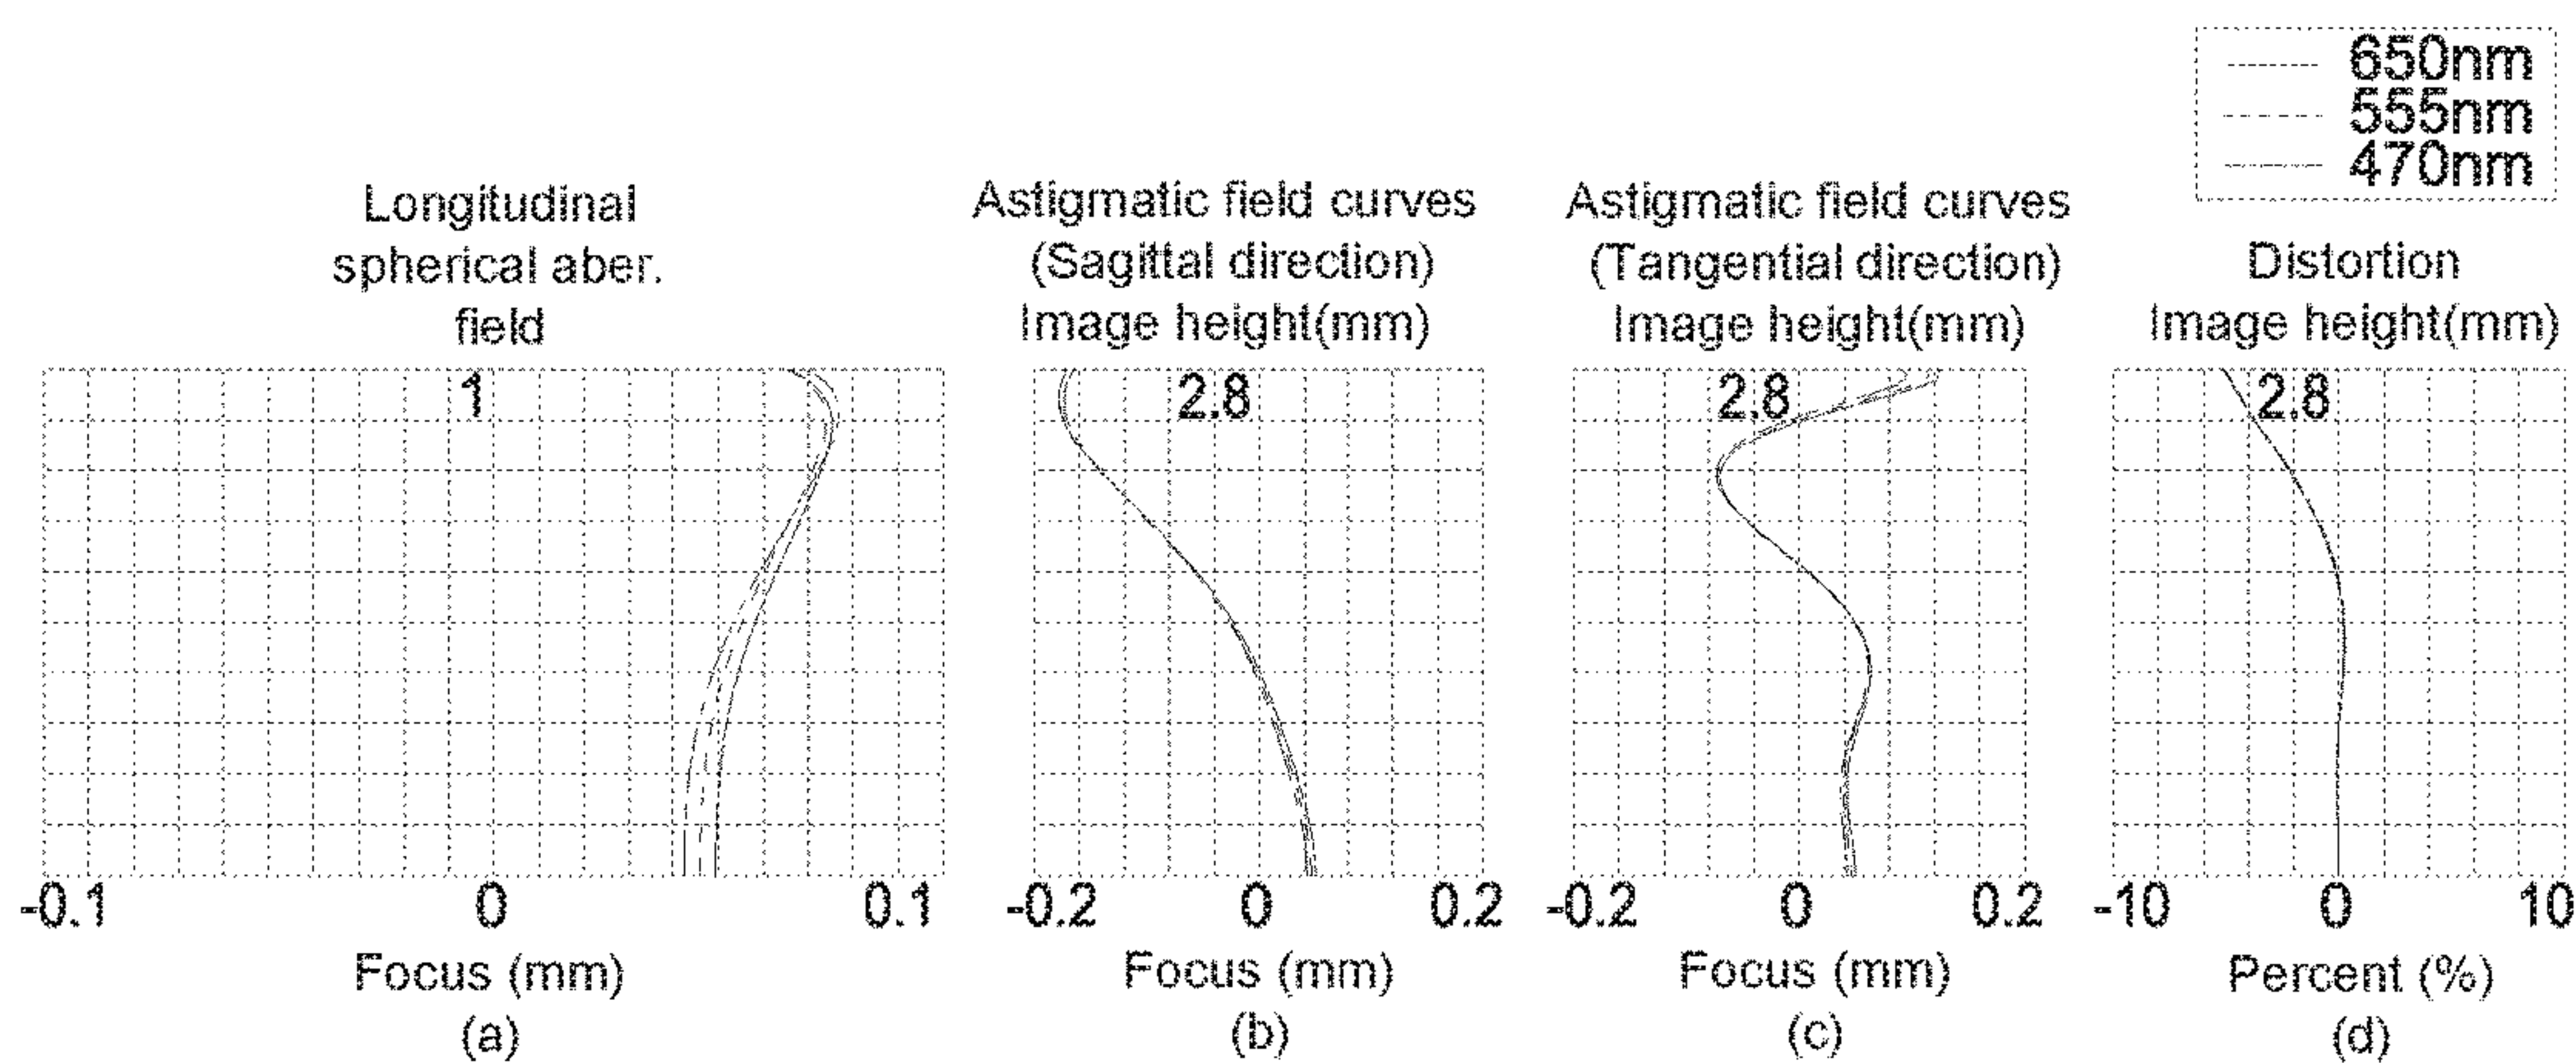 650nm
555nm
470nm
Longitudinal
spherical aber.
field
1
-0.1 0 0.1
Focus (mm)
(a)
Astigmatic field curves
(Sagittal direction)
Image height(mm)
2.8
-0.2 0 0.2
Focus (mm)
(b)
Astigmatic field curves
(Tangential direction)
Image height(mm)
2.8
-0.2 0 0.2
Focus (mm)
(c)
Distortion
Image height(mm)
2.8
-10 0 10
Percent (%)
(d)